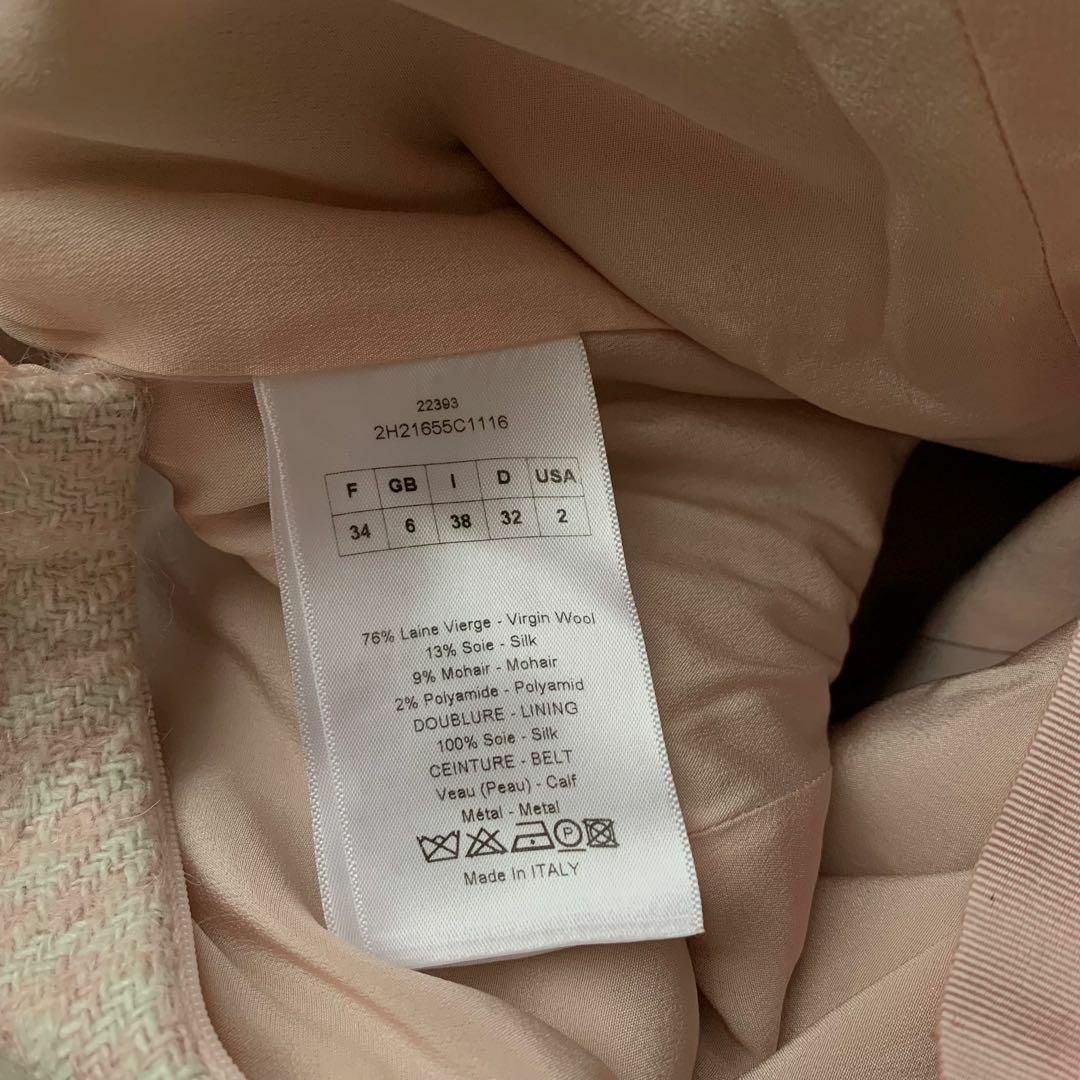 22393
2H21655C1116
F GB I D USA
34 6 38 32 2
76% Laine Vierge - Virgin Wool
13% Soie - Silk
9% Mohair - Mohair
2% Polyamide - Polyamid
DOUBLURE - LINING
100% Soie - Silk
CEINTURE - BELT
Veau (Peau) - Calf
Métal - Metal
P
Made In ITALY